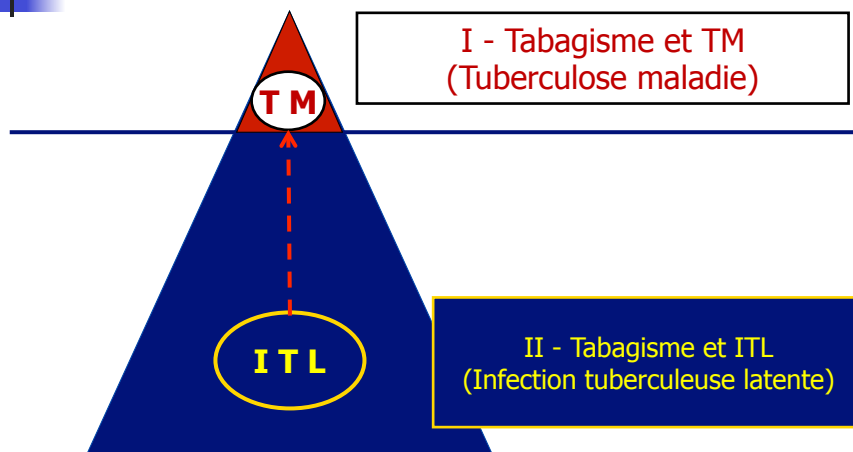 I - Tabagisme et TM
(Tuberculose maladie)
T M
I T L
II - Tabagisme et ITL
(Infection tuberculeuse latente)